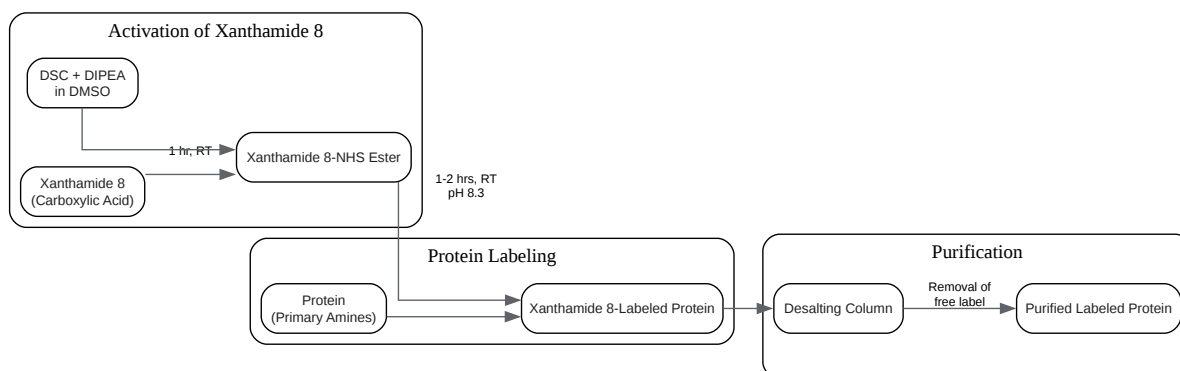 Activation of Xanthamide 8
DSC + DIPEA
in DMSO
1 hr, RT
Xanthamide 8-NHS Ester
Xanthamide 8
(Carboxylic Acid)
1-2 hrs, RT
pH 8.3
Protein Labeling
Protein
(Primary Amines)
Xanthamide 8-Labeled Protein
Purification
Desalting Column
Removal of
free label
Purified Labeled Protein